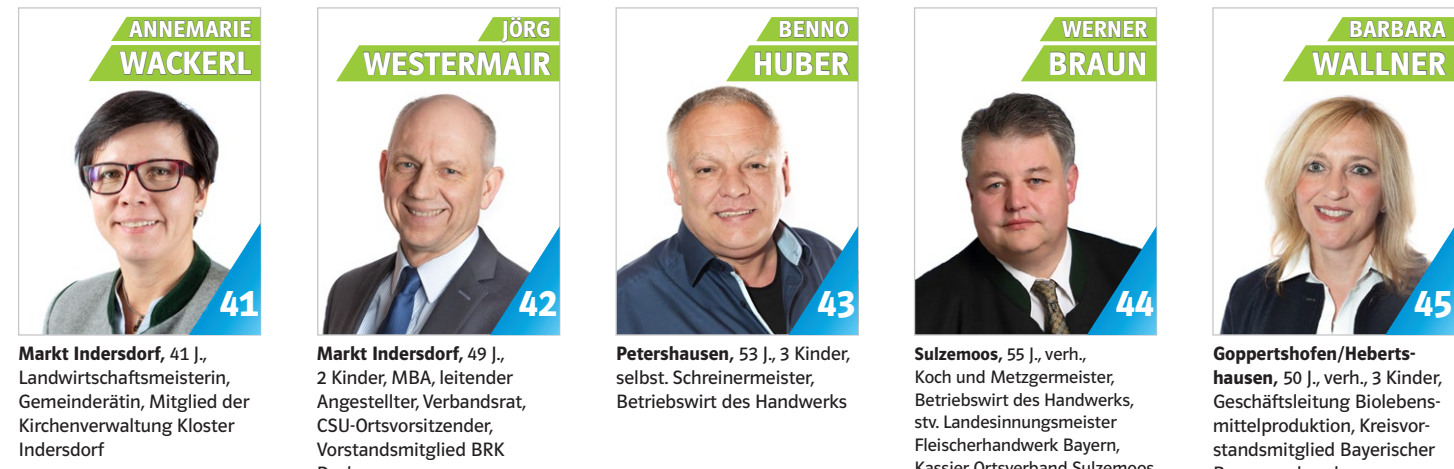 ANNEMARIE
WACKERL
41
Markt Indersdorf, 41 J.,
Landwirtschaftsmeisterin,
Gemeinderätin, Mitglied der
Kirchenverwaltung Kloster
Indersdorf
JÖRG
WESTERMAIR
42
Markt Indersdorf, 49 J.,
2 Kinder, MBA, leitender
Angestellter, Verbandsrat,
CSU-Ortsvorsitzender,
Vorstandsmitglied BRK
BENNO
HUBER
43
Petershausen, 53 J., 3 Kinder,
selbst. Schreinermeister,
Betriebswirt des Handwerks
WERNER
BRAUN
44
Sulzemoos, 55 J., verh.,
Koch und Metzgermeister,
Betriebswirt des Handwerks,
stv. Landesinnungsmeister
Fleischerhandwerk Bayern,
Kassier Ortsverband Sulzemoos
BARBARA
WALLNER
45
Goppertshofen/Heberts-
hausen, 50 J., verh., 3 Kinder,
Geschäftsleitung Biolebens-
mittelproduktion, Kreisvor-
standsmitglied Bayerischer